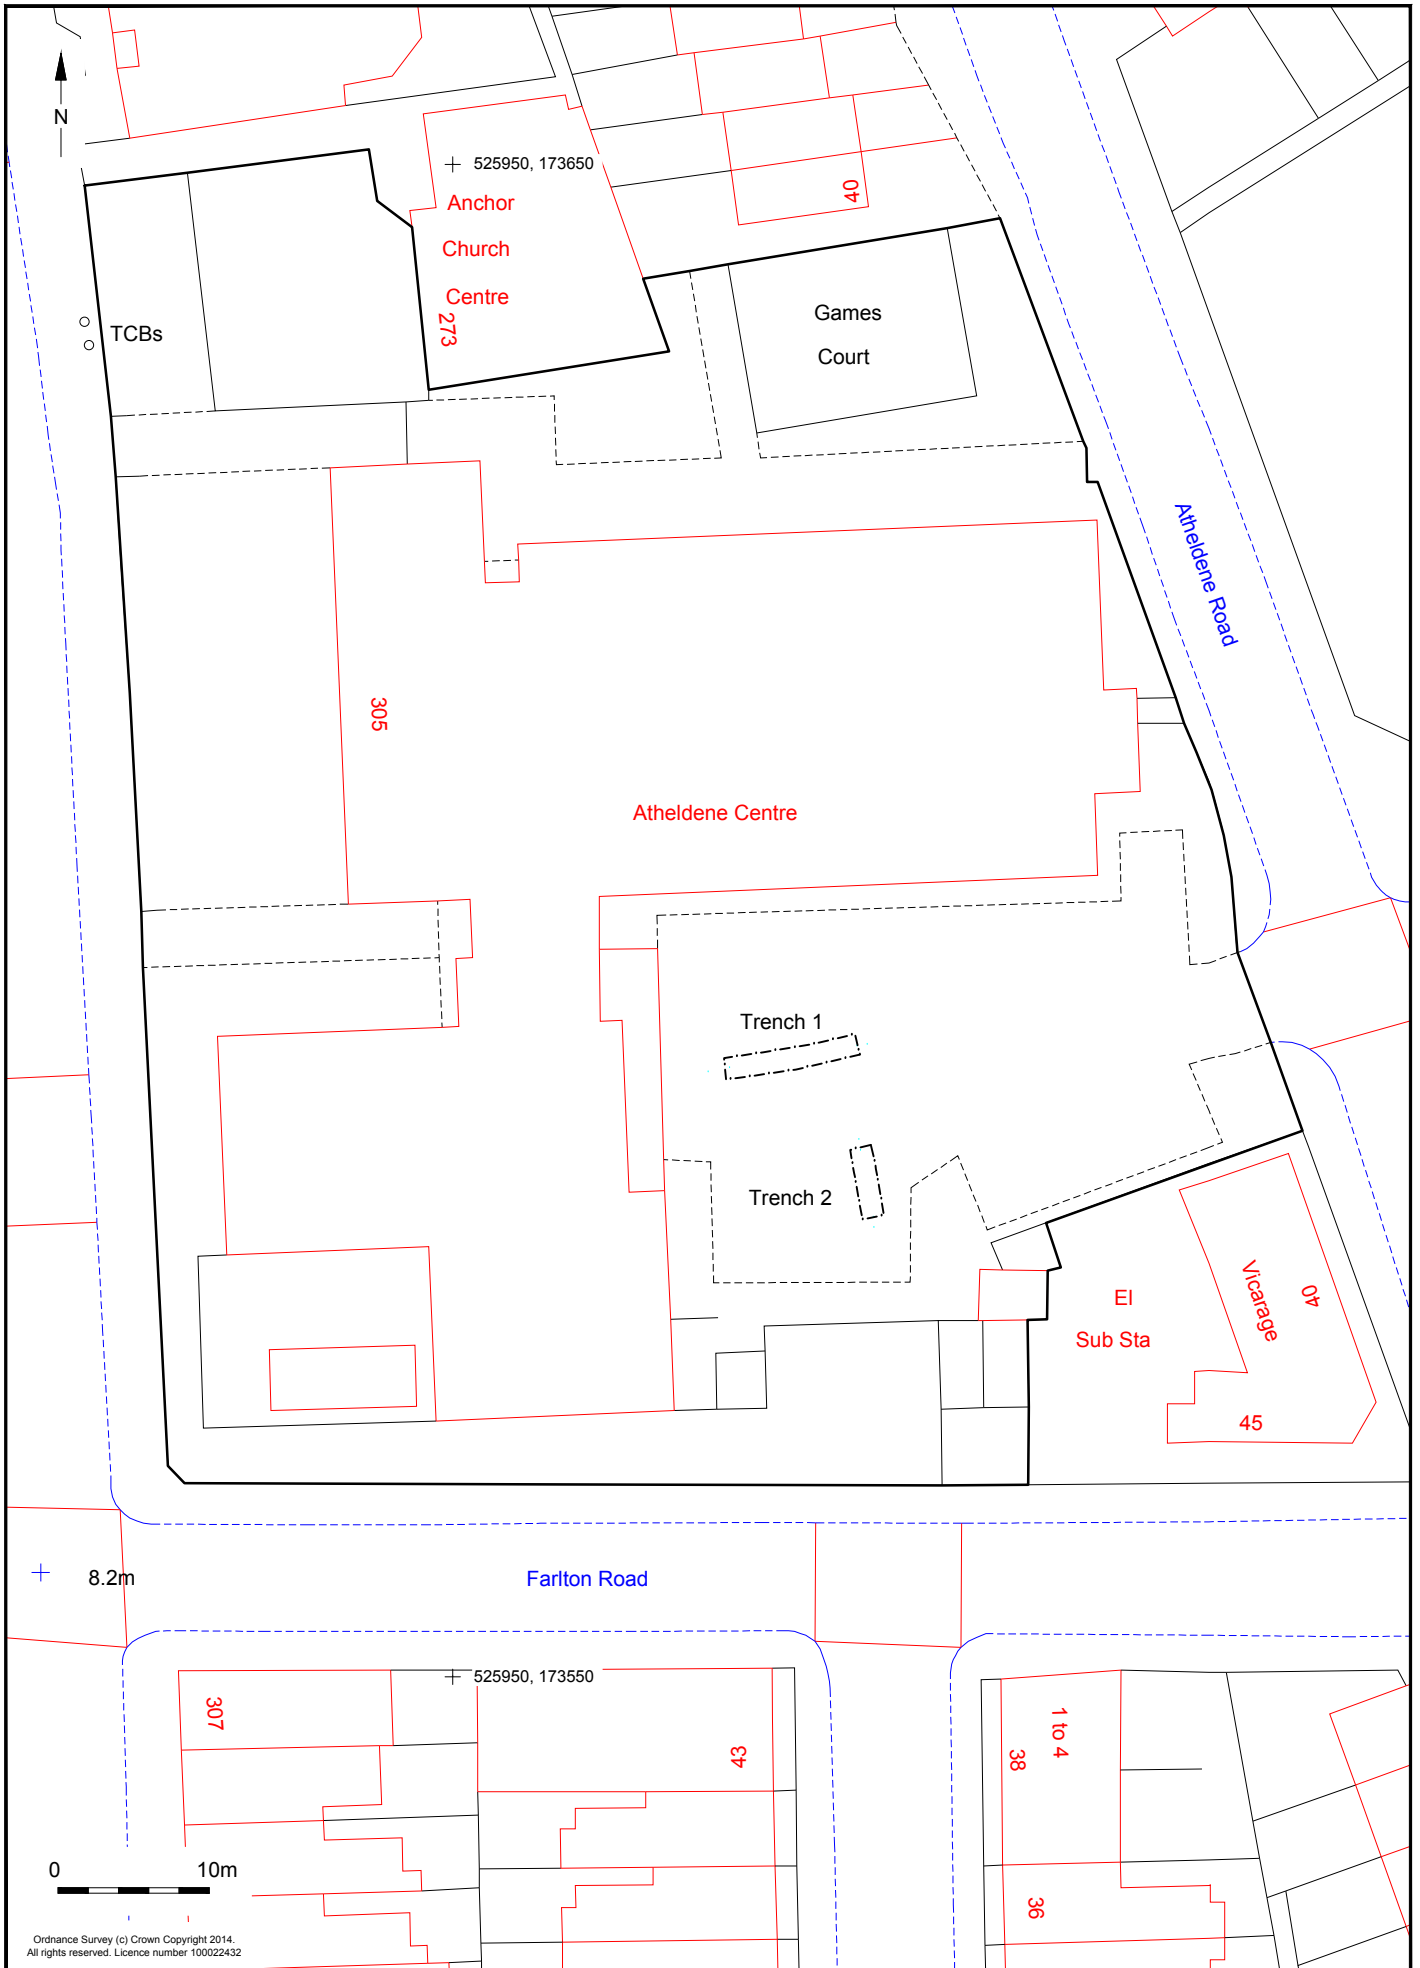 N
525950, 173650
Anchor
Church
Centre
273
40
TCBs
Games
Court
Atheldene Road
305
Atheldene Centre
Trench 1
Trench 2
El
Sub Sta
Vicarage
40
45
8.2m
Farlton Road
525950, 173550
307
43
38
1 to 4
36
0 10m
Ordnance Survey (c) Crown Copyright 2014.
All rights reserved. Licence number 100022432